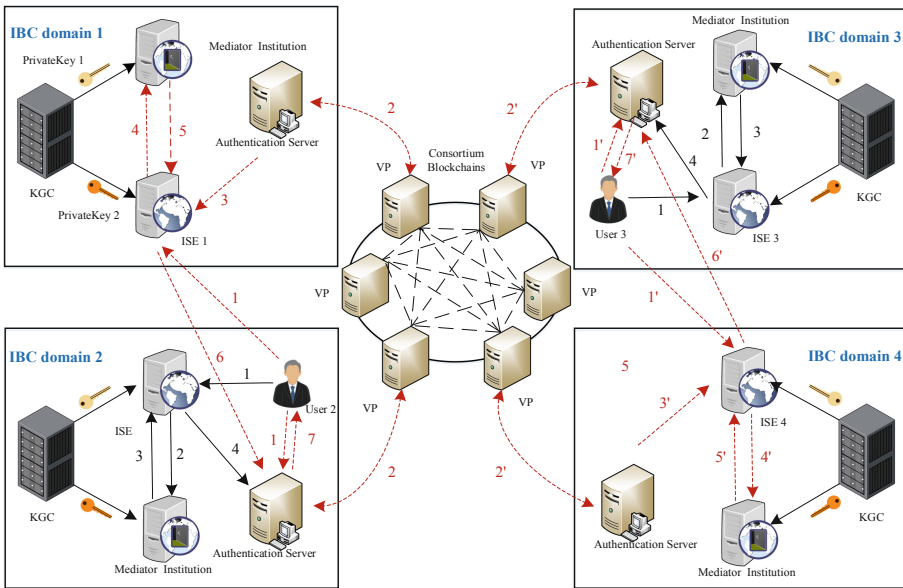 IBC domain 1
Mediator Institution
PrivateKey 1
4
5
Authentication Server
KGC
PrivateKey 2
3
ISE 1
2
2'
VP
Consortium
Blockchains
VP
VP
VP
VP
VP
IBC domain 3
Authentication Server
Mediator Institution
1'
7'
2
3
4
1
User 3
ISE 3
KGC
6'
1'
1
6
IBC domain 2
1
User 2
ISE
3
2
4
1
7
KGC
Mediator Institution
Authentication Server
2
2'
IBC domain 4
5
3'
ISE 4
5'
4'
KGC
Authentication Server
Mediator Institution